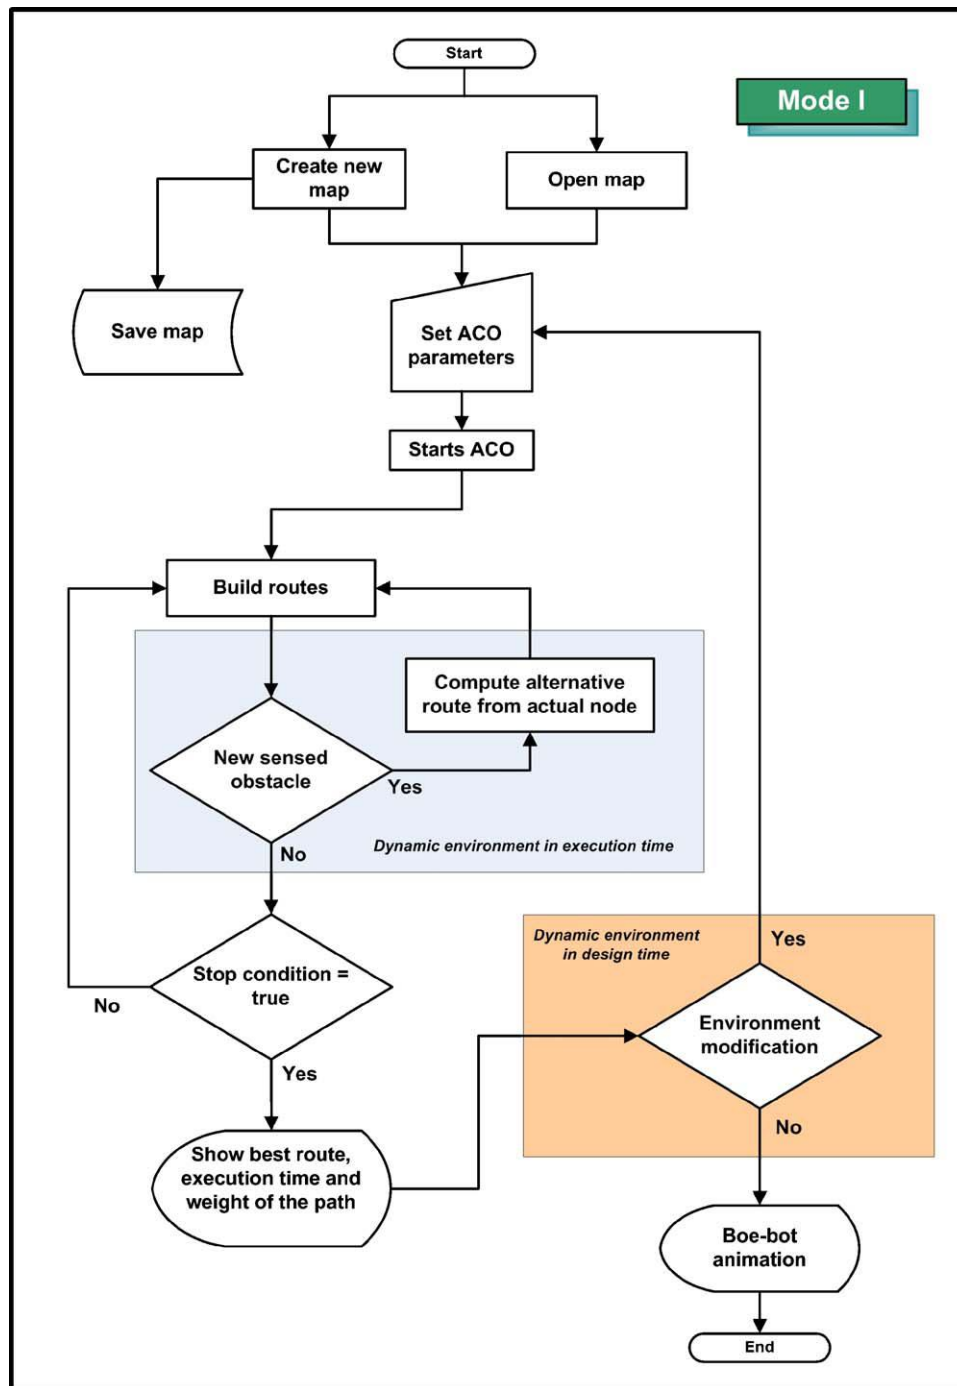 Start
Mode I
Create new
map
Open map
Save map
Set ACO
parameters
Starts ACO
Build routes
Compute alternative
route from actual node
New sensed
obstacle
Yes
Dynamic environment in execution time
No
Dynamic environment
in design time
Yes
Stop condition =
true
No
Environment
modification
Yes
No
Show best route,
execution time and
weight of the path
Boe-bot
animation
End